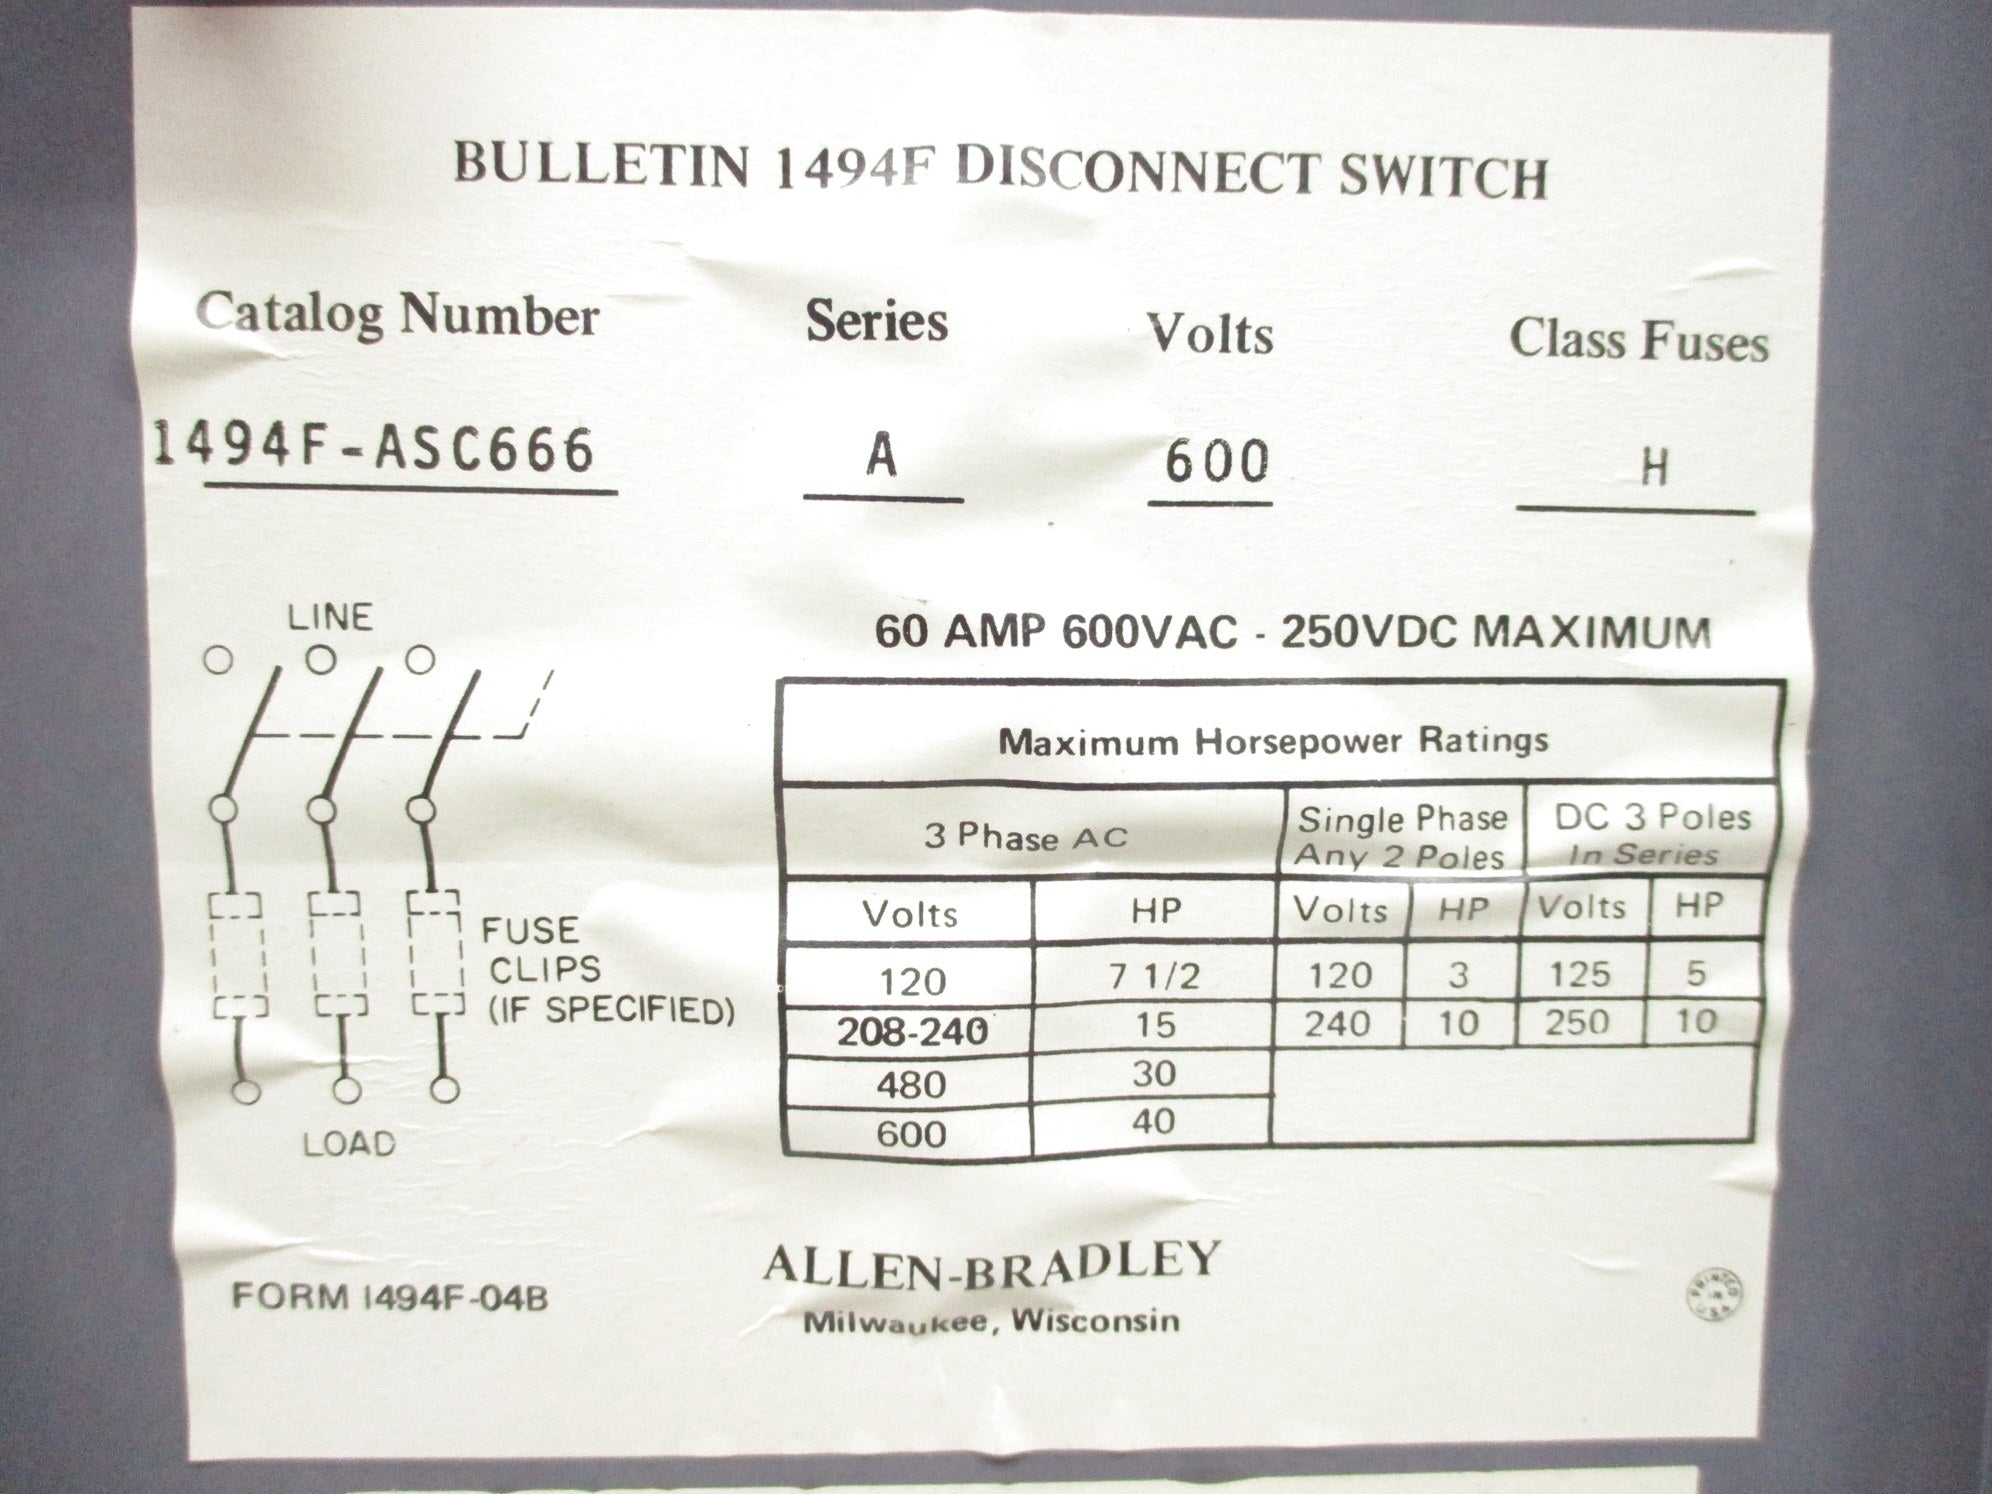 BULLETIN 1494F DISCONNECT SWITCH
Catalog Number Series Volts Class Fuses
1494F-ASC666 A 600 H
LINE
FUSE
CLIPS
(IF SPECIFIED)
LOAD
60 AMP 600VAC - 250VDC MAXIMUM
Maximum Horsepower Ratings
3 Phase AC Single Phase Any 2 Poles DC 3 Poles In Series
Volts HP Volts HP Volts HP
120 7 1/2 120 3 125 5
208-240 15 240 10 250 10
480 30
600 40
FORM 1494F-04B
ALLEN-BRADLEY
Milwaukee, Wisconsin
PRINTED IN U.S.A.